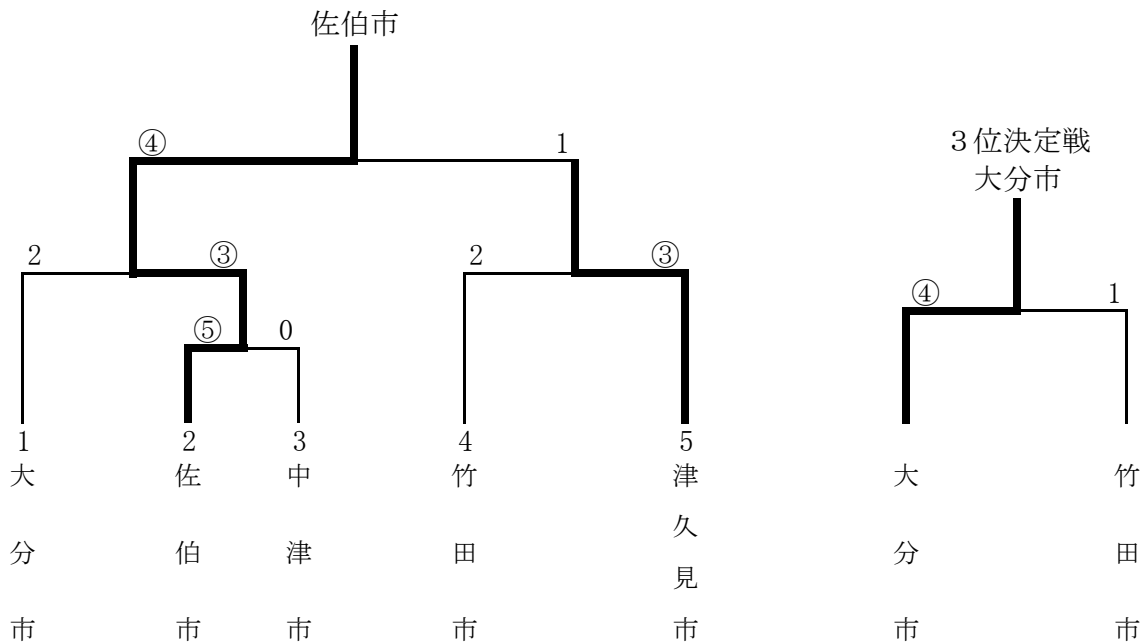 佐伯市
④ 1
2 ③ 2 ③
⑤ 0
1 2 3 4 5
大分市
佐伯市
中津市
竹田市
津久見市
３位決定戦
大分市
④ 1
大分市
竹田市